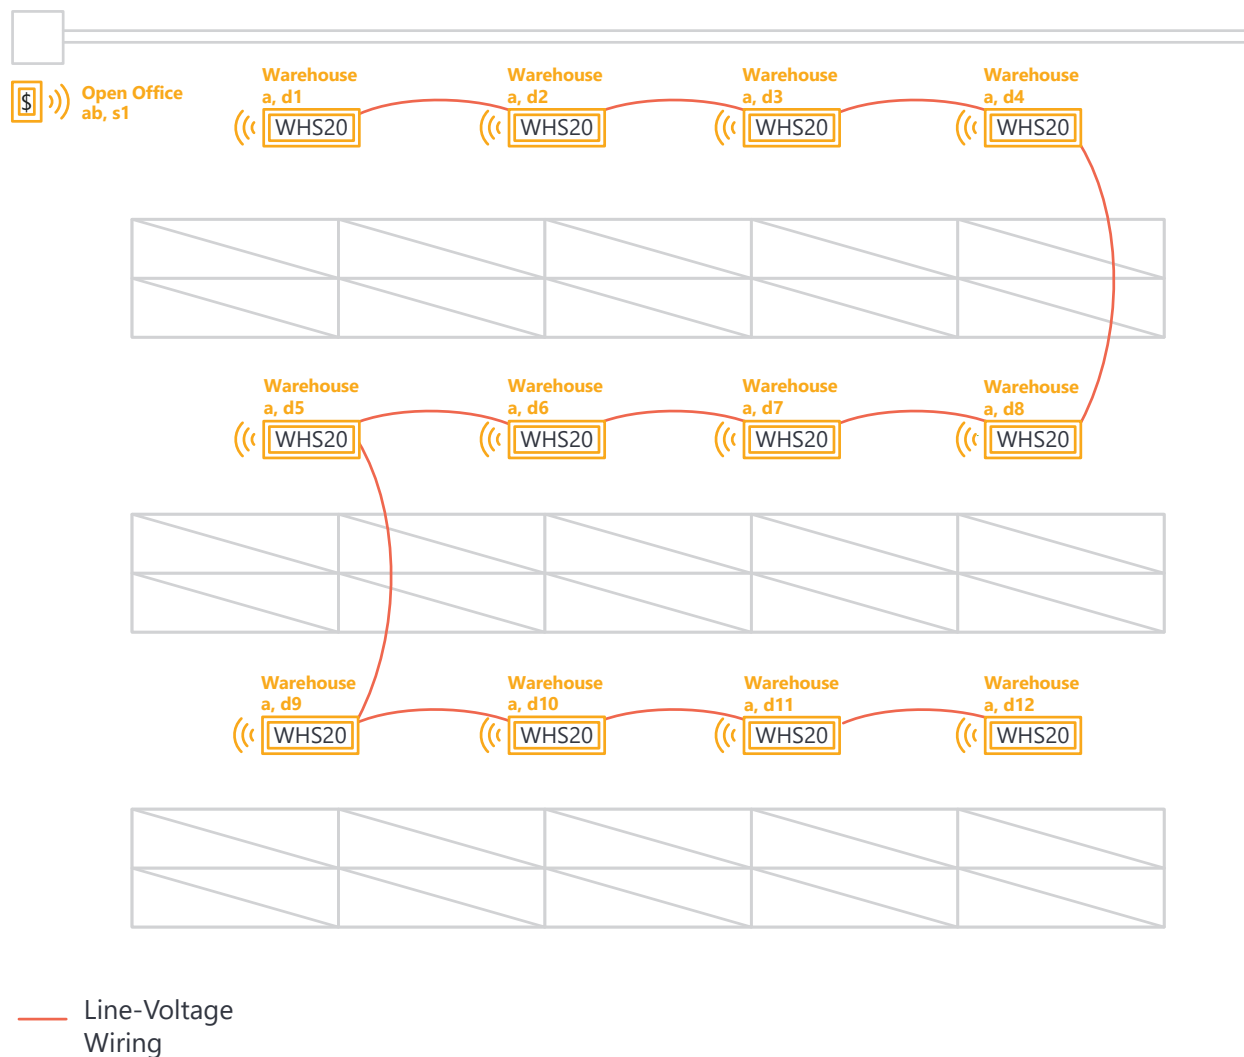 $
Open Office
ab, s1
Warehouse
a, d1
WHS20
Warehouse
a, d2
WHS20
Warehouse
a, d3
WHS20
Warehouse
a, d4
WHS20
Warehouse
a, d5
WHS20
Warehouse
a, d6
WHS20
Warehouse
a, d7
WHS20
Warehouse
a, d8
WHS20
Warehouse
a, d9
WHS20
Warehouse
a, d10
WHS20
Warehouse
a, d11
WHS20
Warehouse
a, d12
WHS20
Line-Voltage
Wiring